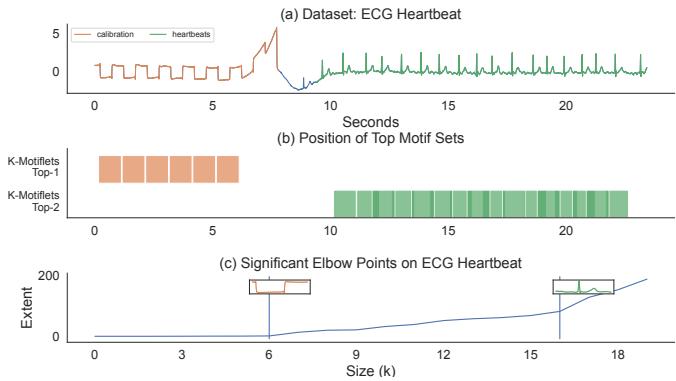 (a) Dataset: ECG Heartbeat
calibration heartbeats
5
0
0 5 10 15 20
Seconds
(b) Position of Top Motif Sets
K-Motiflets
Top-1
K-Motiflets
Top-2
0 5 10 15 20
(c) Significant Elbow Points on ECG Heartbeat
200
Extent
0
0 3 6 9 12 15 18
Size (k)